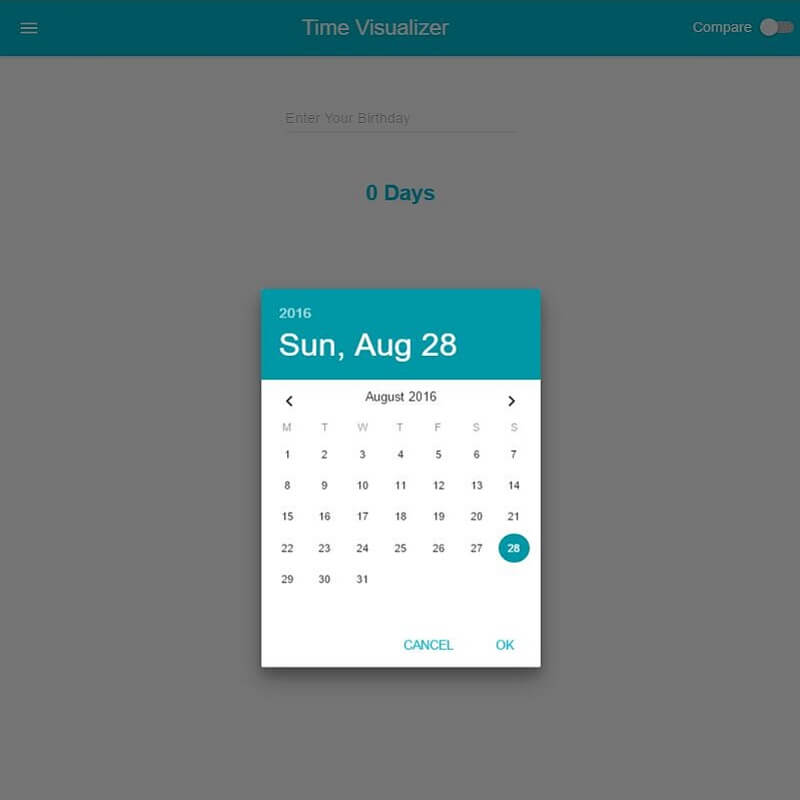 Time Visualizer
Compare
Enter Your Birthday
0 Days
2016
Sun, Aug 28
August 2016
M T W T F S S
1 2 3 4 5 6 7
8 9 10 11 12 13 14
15 16 17 18 19 20 21
22 23 24 25 26 27 28
29 30 31
CANCEL OK